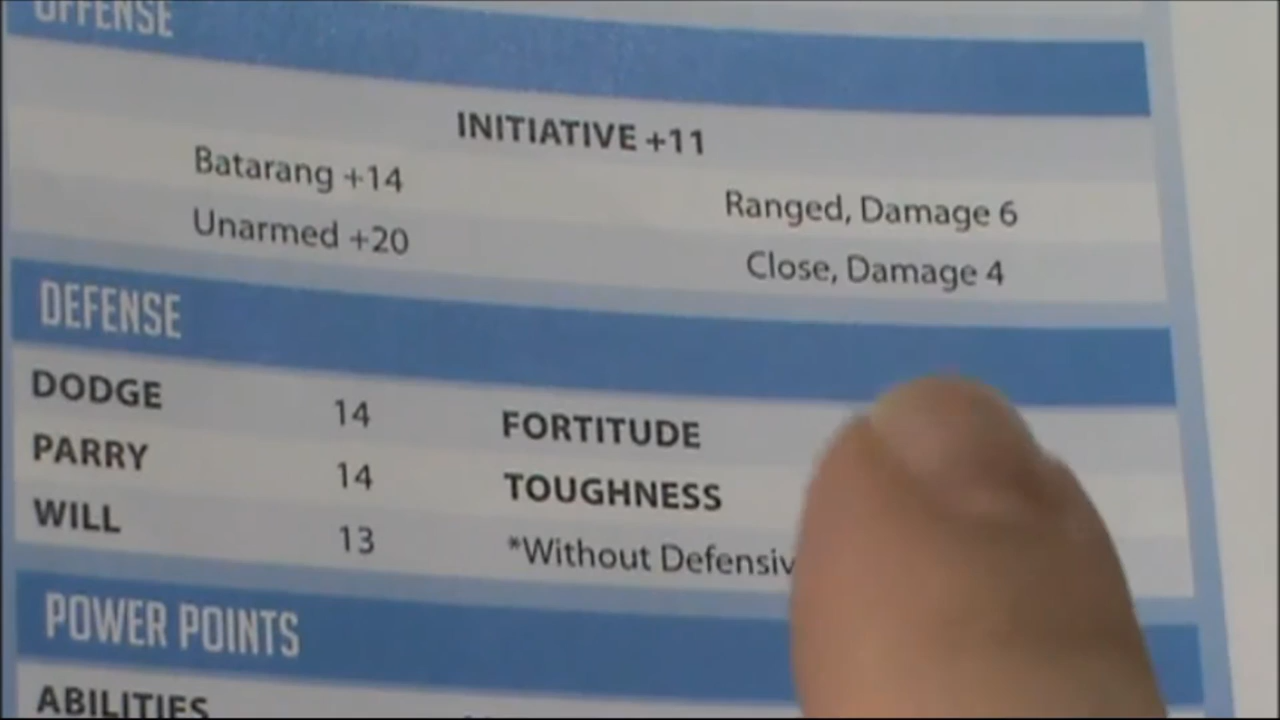 OFFENSE
INITIATIVE +11
Batarang +14 Ranged, Damage 6
Unarmed +20 Close, Damage 4
DEFENSE
DODGE 14 FORTITUDE
PARRY 14 TOUGHNESS
WILL 13 *Without Defensiv
POWER POINTS
ABILITIES